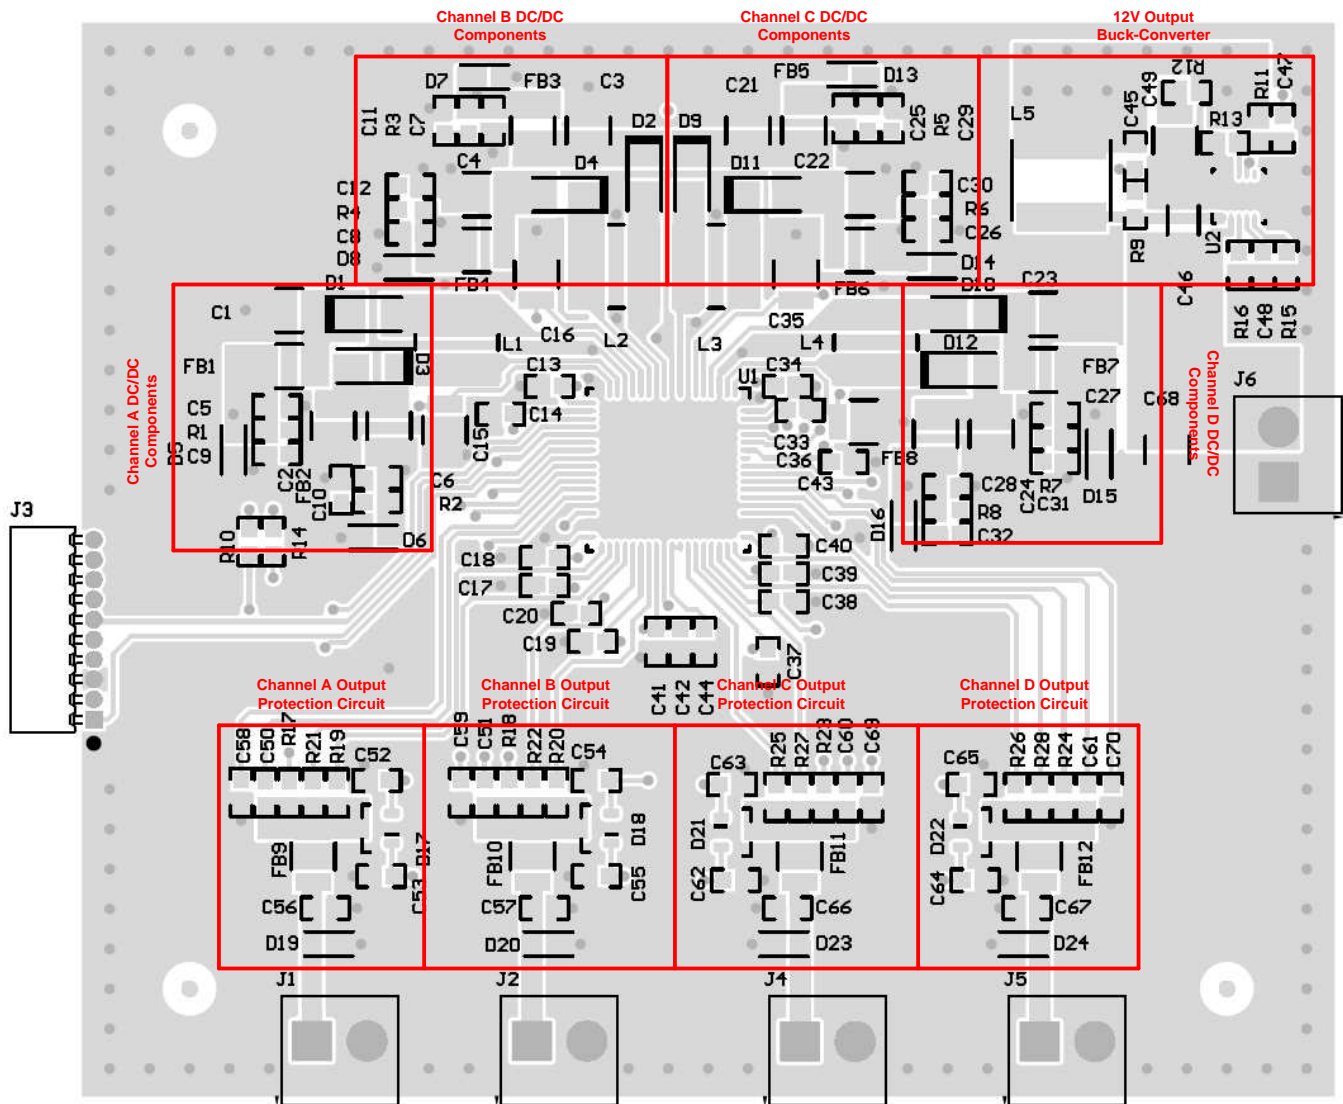 Channel B DC/DC
Components
Channel C DC/DC
Components
12V Output
Buck-Converter
D7
FB3
C3
C21
FB5
D13
R12
C49
C45
R11
C47
L5
R13
C11
R3
C7
D2
D9
C25
R5
C29
C4
D4
D11
C22
C12
R4
C8
D8
C30
R6
C26
D14
R9
U2
FB4
FB6
D10
C23
C46
R16
C48
R15
D1
C1
C16
L1
L2
L3
C35
L4
D12
FB1
D3
C13
U1
C34
FB7
J6
Channel A DC/DC
Components
Channel D DC/DC
Components
C5
R1
C9
D5
C14
C15
C33
C36
C43
FB8
C27
C68
C2
FB2
C10
C6
R2
C28
R8
C32
C24
R7
C31
D15
D16
J3
R10
R14
D6
C18
C17
C20
C19
C40
C39
C38
C37
C41
C42
C44
Channel A Output
Protection Circuit
Channel B Output
Protection Circuit
Channel C Output
Protection Circuit
Channel D Output
Protection Circuit
C58
C50
R17
R21
R19
C52
C59
C51
R18
R22
R20
C54
C63
R25
R27
R23
C60
C69
C65
R26
R28
R24
C61
C70
FB9
D17
C53
FB10
D18
C55
D21
C62
FB11
D22
C64
FB12
C56
C57
C66
C67
D19
D20
D23
D24
J1
J2
J4
J5